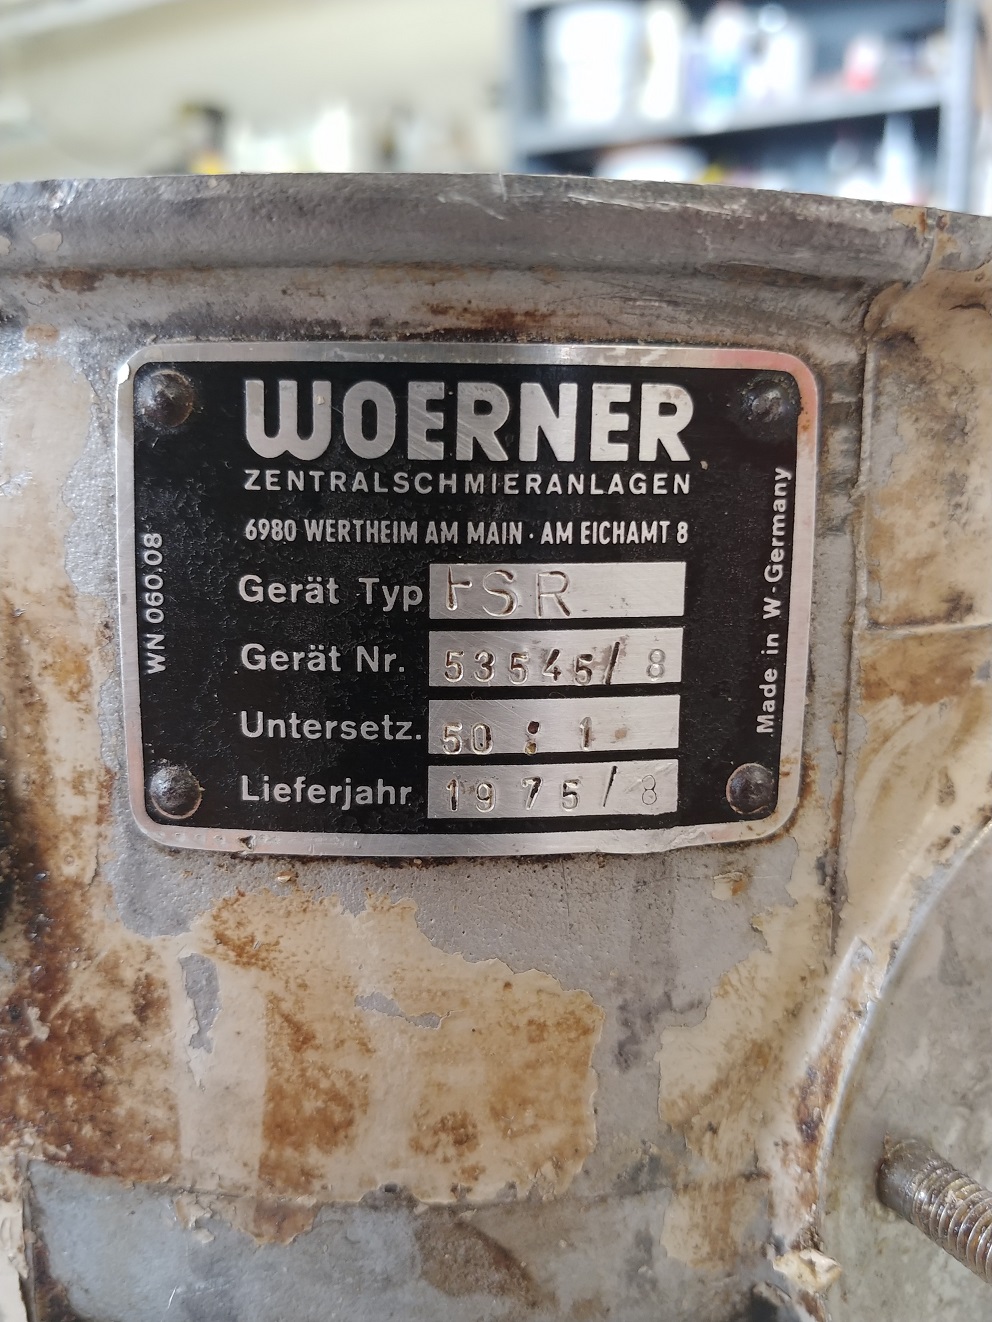 WOERNER
ZENTRALSCHMIERANLAGEN
6980 WERTHEIM AM MAIN · AM EICHAMT 8
Gerät Typ FSR
Gerät Nr. 53545/8
Untersetz. 50 : 1
Lieferjahr 1975/8
WN 060.08
Made in W-Germany